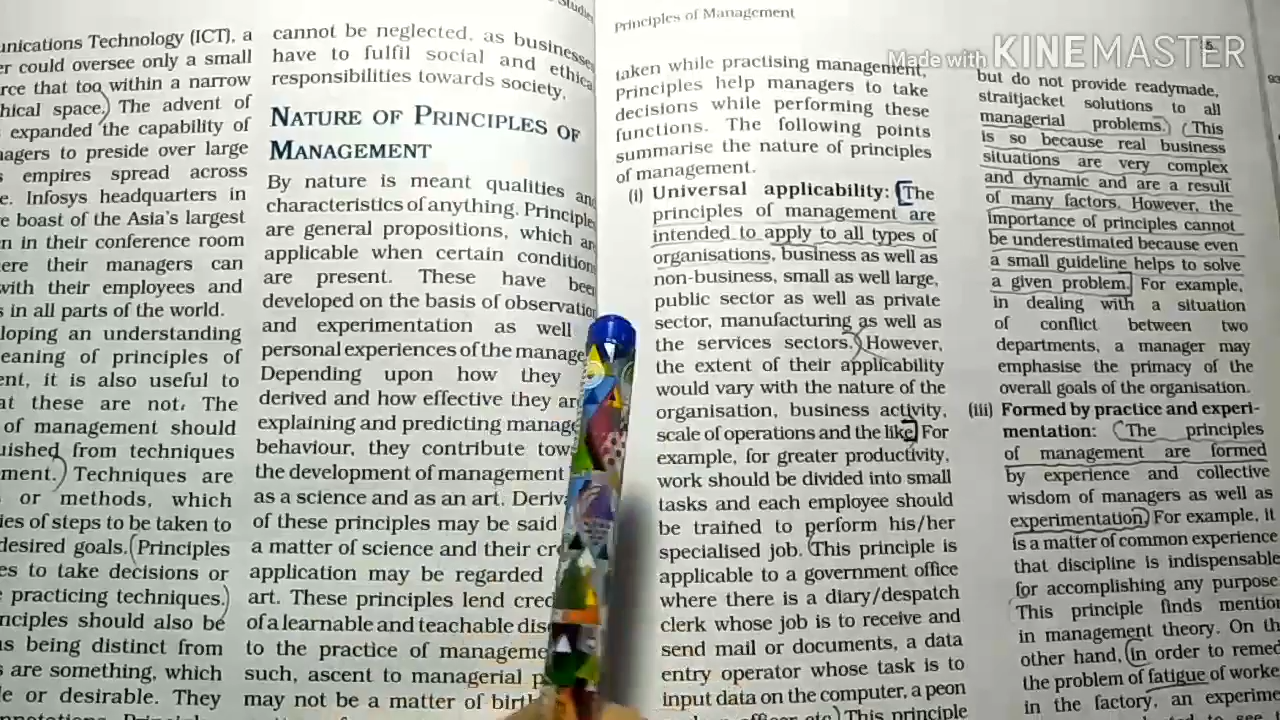 Studies
unications Technology (ICT), a
er could oversee only a small
rce that too within a narrow
hical space.) The advent of
expanded the capability of
nagers to preside over large
empires spread across
e. Infosys headquarters in
e boast of the Asia's largest
n in their conference room
ere their managers can
with their employees and
s in all parts of the world.
loping an understanding
eaning of principles of
ent, it is also useful to
at these are not. The
of management should
uished from techniques
ment.) Techniques are
or methods, which
ies of steps to be taken to
desired goals. (Principles
es to take decisions or
practicing techniques.)
nciples should also be
as being distinct from
s are something, which
le or desirable. They
cannot be neglected, as businesses
have to fulfil social and ethica
responsibilities towards society.
NATURE OF PRINCIPLES OF
MANAGEMENT
By nature is meant qualities and
characteristics of anything. Principles
are general propositions, which are
applicable when certain condition
are present. These have been
developed on the basis of observation
and experimentation as well
personal experiences of the manage
Depending upon how they
derived and how effective they are
explaining and predicting manage
behaviour, they contribute tow
the development of management
as a science and as an art. Deriva
of these principles may be said
a matter of science and their cre
application may be regarded
art. These principles lend cred
of a learnable and teachable disc
to the practice of manageme
such, ascent to managerial p
may not be a matter of birt
Principles of Management
Made with KINEMASTER
taken while practising management.
Principles help managers to take
decisions while performing these
functions. The following points
summarise the nature of principles
of management.
(i) Universal applicability: [The
principles of management are
intended to apply to all types of
organisations, business as well as
non-business, small as well large,
public sector as well as private
sector, manufacturing as well as
the services sectors.) However,
the extent of their applicability
would vary with the nature of the
organisation, business activity,
scale of operations and the like] For
example, for greater productivity,
work should be divided into small
tasks and each employee should
be trained to perform his/her
specialised job. (This principle is
applicable to a government office
where there is a diary/despatch
clerk whose job is to receive and
send mail or documents, a data
entry operator whose task is to
input data on the computer, a peon
officer etc.) This principle
but do not provide readymade,
straitjacket solutions to all
managerial problems.) (This
is so because real business
situations are very complex
and dynamic and are a result
of many factors. However, the
importance of principles cannot
be underestimated because even
a small guideline helps to solve
a given problem.] For example,
in dealing with a situation
of conflict between two
departments, a manager may
emphasise the primacy of the
overall goals of the organisation.
(iii) Formed by practice and experi-
mentation: (The principles
of management are formed
by experience and collective
wisdom of managers as well as
experimentation.) For example, it
is a matter of common experience
that discipline is indispensable
for accomplishing any purpose
This principle finds mention
in management theory. On th
other hand, (in order to remed
the problem of fatigue of worke
in the factory, an experime